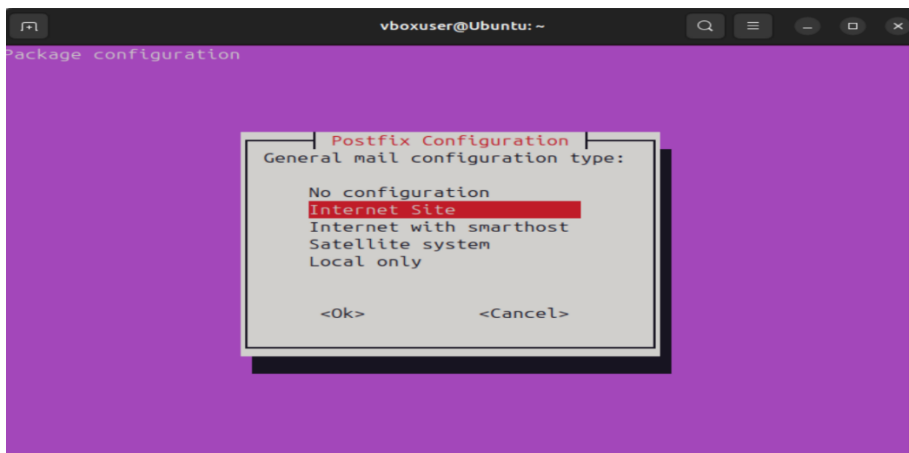 vboxuser@Ubuntu: ~
Package configuration
Postfix Configuration
General mail configuration type:
No configuration
Internet Site
Internet with smarthost
Satellite system
Local only
<Ok> <Cancel>